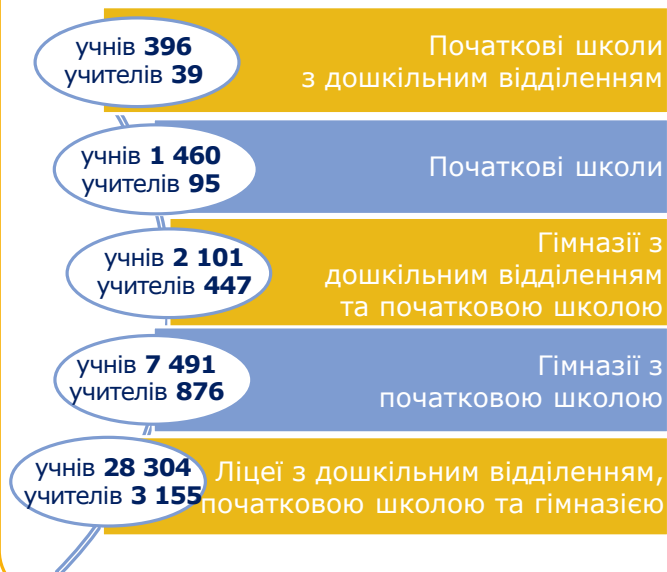 учнів 396
учителів 39
Початкові школи
з дошкільним відділенням
учнів 1 460
учителів 95
Початкові школи
учнів 2 101
учителів 447
Гімназії з
дошкільним відділенням
та початковою школою
учнів 7 491
учителів 876
Гімназії з
початковою школою
учнів 28 304
учителів 3 155
Ліцеї з дошкільним відділенням,
початковою школою та гімназією